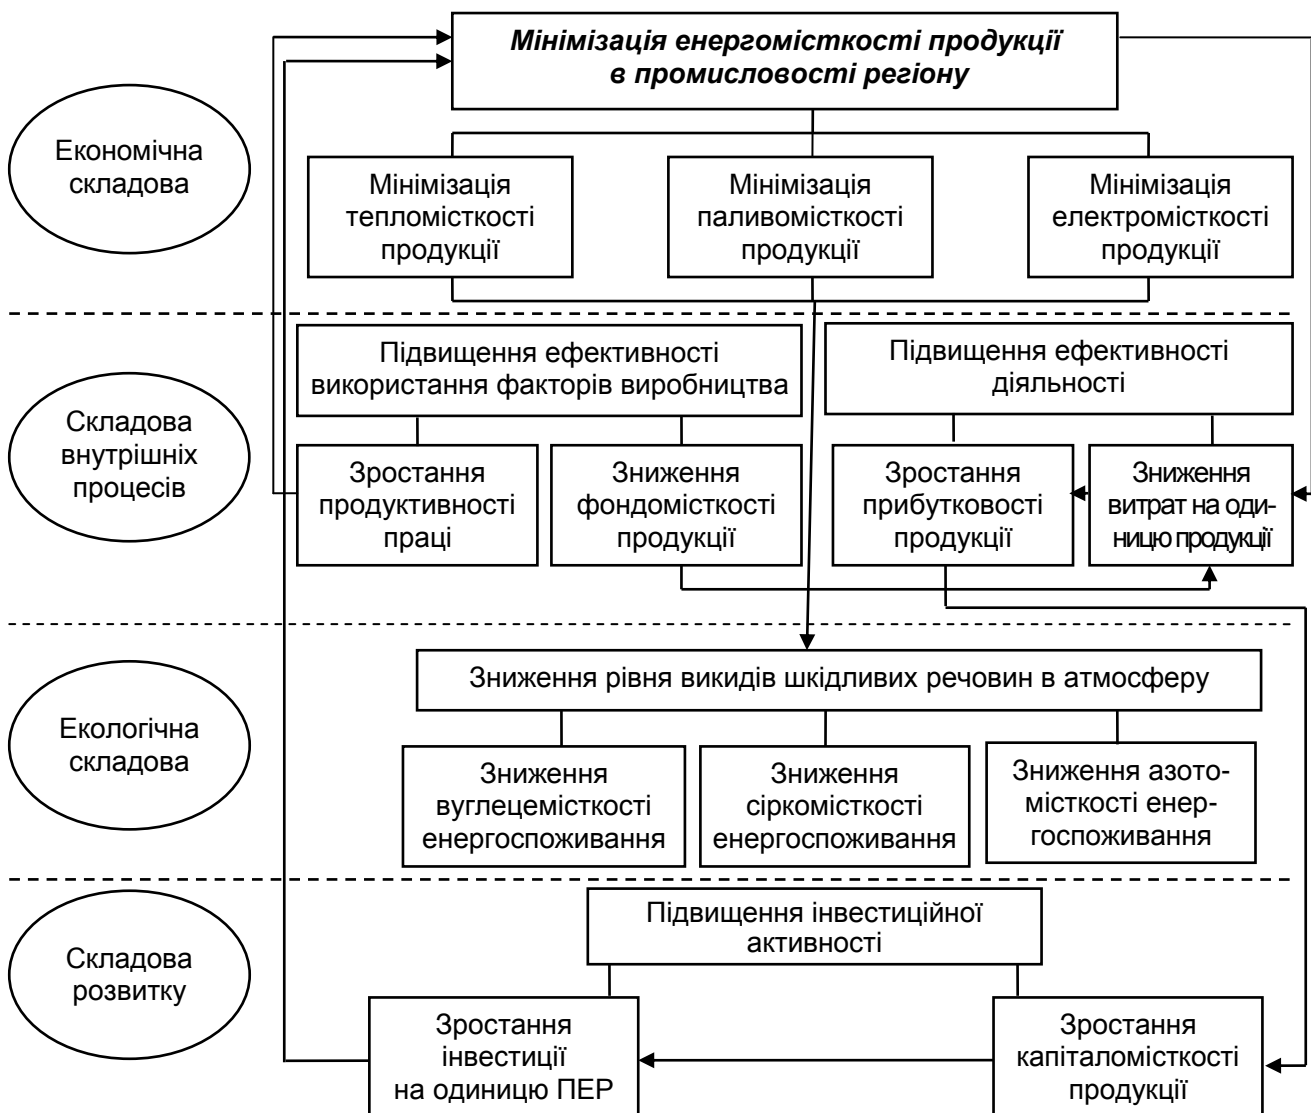 Мінімізація енергомісткості продукції
в промисловості регіону
Економічна
складова
Мінімізація
тепломісткості
продукції
Мінімізація
паливомісткості
продукції
Мінімізація
електромісткості
продукції
Складова
внутрішніх
процесів
Підвищення ефективності
використання факторів виробництва
Підвищення ефективності
діяльності
Зростання
продуктивності
праці
Зниження
фондомісткості
продукції
Зростання
прибутковості
продукції
Зниження
витрат на оди-
ницю продукції
Екологічна
складова
Зниження рівня викидів шкідливих речовин в атмосферу
Зниження
вуглецемісткості
енергоспоживання
Зниження
сіркомісткості
енергоспоживання
Зниження азото-
місткості енер-
госпоживання
Складова
розвитку
Підвищення інвестиційної
активності
Зростання
інвестиції
на одиницю ПЕР
Зростання
капіталомісткості
продукції